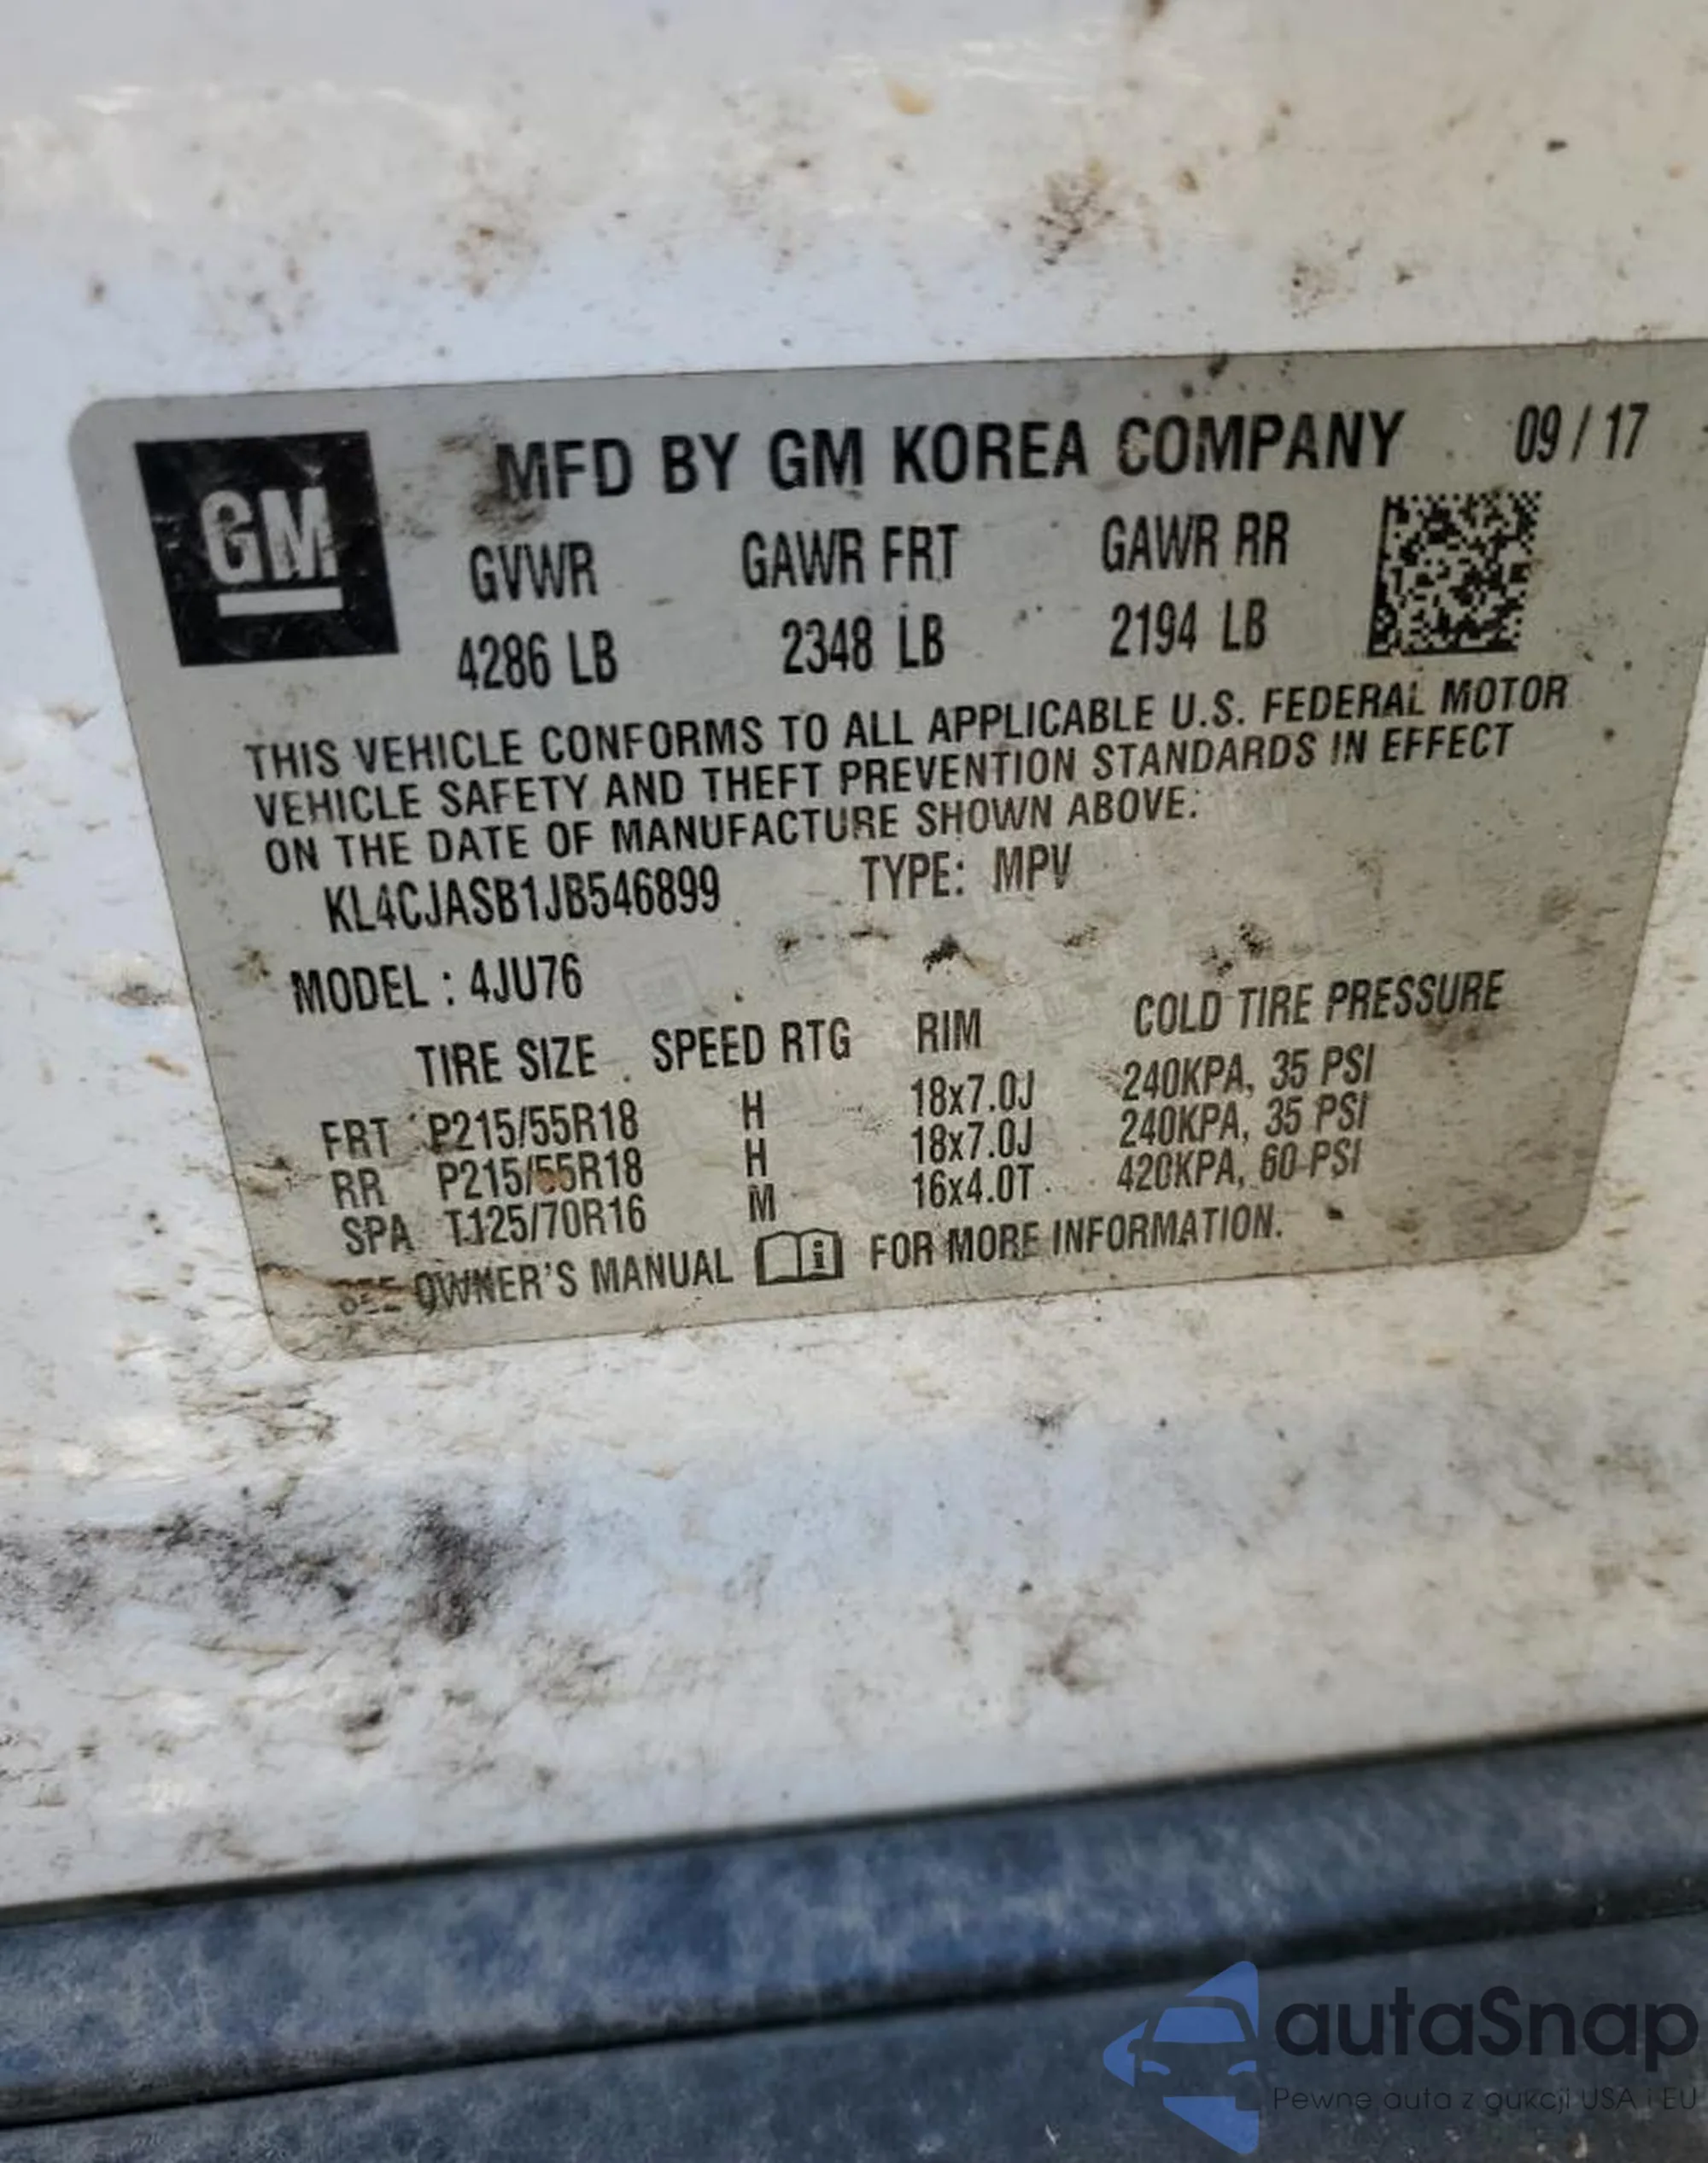 GM
MFD BY GM KOREA COMPANY 09 / 17
GVWR GAWR FRT GAWR RR
4286 LB 2348 LB 2194 LB
THIS VEHICLE CONFORMS TO ALL APPLICABLE U.S. FEDERAL MOTOR
VEHICLE SAFETY AND THEFT PREVENTION STANDARDS IN EFFECT
ON THE DATE OF MANUFACTURE SHOWN ABOVE.
KL4CJASB1JB546899 TYPE: MPV
MODEL : 4JU76
TIRE SIZE SPEED RTG RIM COLD TIRE PRESSURE
FRT P215/55R18 H 18x7.0J 240KPA, 35 PSI
RR P215/55R18 H 18x7.0J 240KPA, 35 PSI
SPA T125/70R16 M 16x4.0T 420KPA, 60 PSI
SEE OWNER'S MANUAL FOR MORE INFORMATION.
autaSnap
Pewne auta z aukcji USA i EU